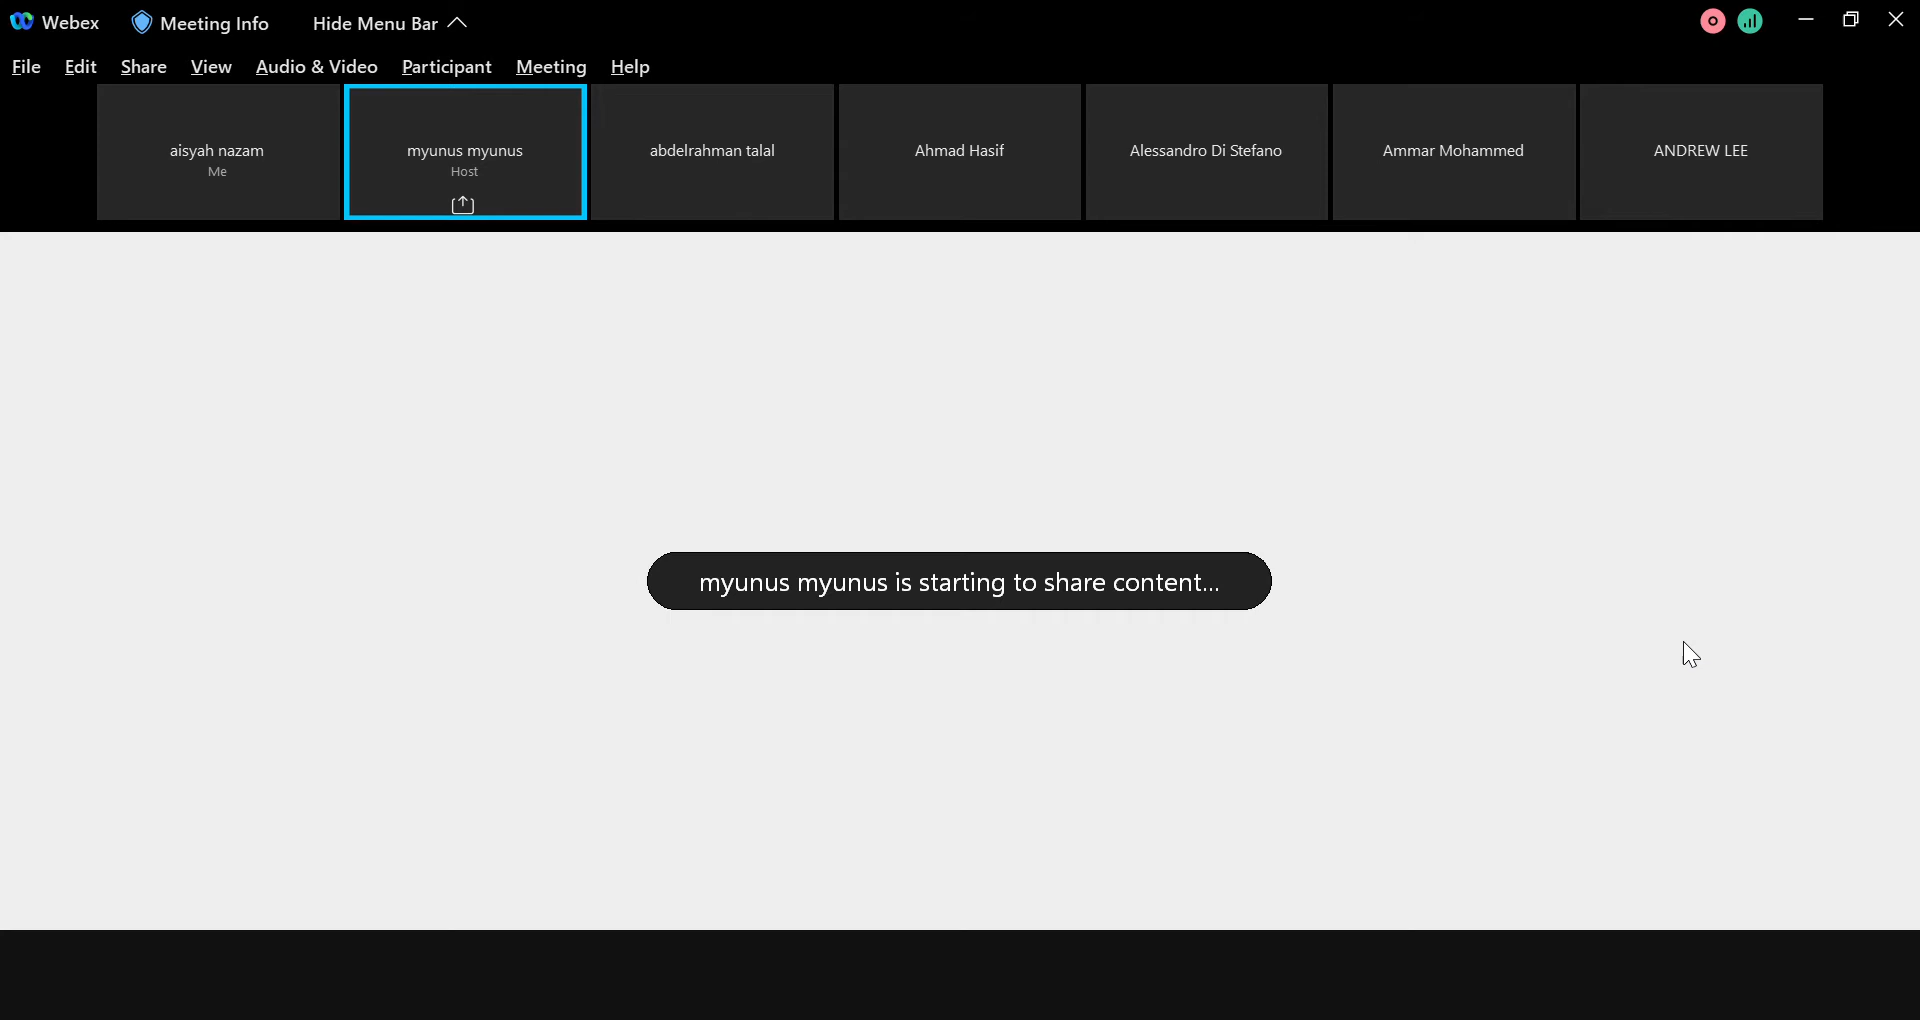 Webex Meeting Info Hide Menu Bar
File Edit Share View Audio & Video Participant Meeting Help
aisyah nazam
Me
myunus myunus
Host
abdelrahman talal
Ahmad Hasif
Alessandro Di Stefano
Ammar Mohammed
ANDREW LEE
myunus myunus is starting to share content...